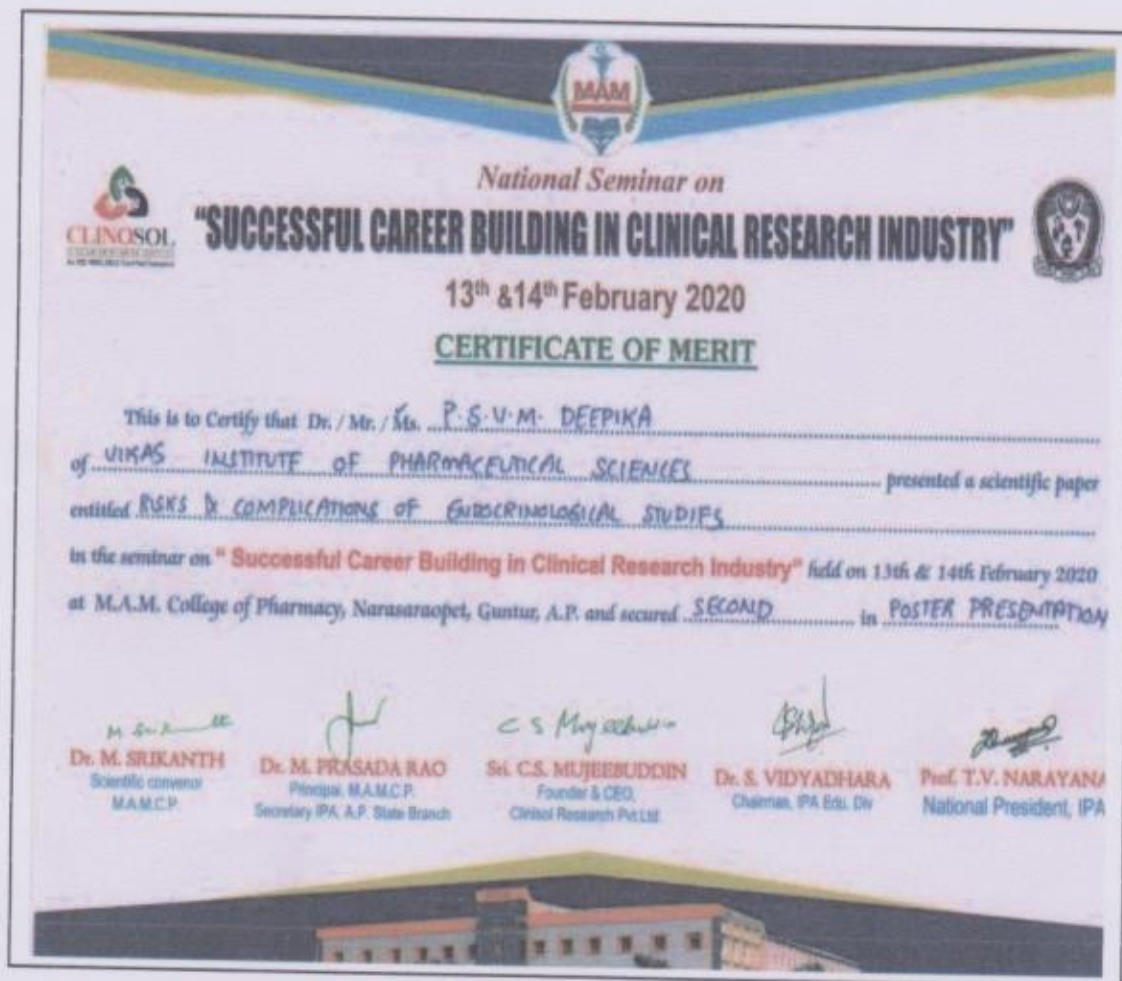 MAM
National Seminar on
CLINOSOL
"SUCCESSFUL CAREER BUILDING IN CLINICAL RESEARCH INDUSTRY"
13th &14th February 2020
CERTIFICATE OF MERIT
This is to Certify that Dr. / Mr. / Ms. P.S.V.M. DEEPIKA
of VIKAS INSTITUTE OF PHARMACEUTICAL SCIENCES presented a scientific paper
entitled RISKS & COMPLICATIONS OF ENDOCRINOLOGICAL STUDIES
in the seminar on " Successful Career Building in Clinical Research Industry" held on 13th & 14th February 2020
at M.A.M. College of Pharmacy, Narasaraopet, Guntur, A.P. and secured SECOND in POSTER PRESENTATION
C S Mujeebuddin
Dr. M. SRIKANTH
Scientific convenor
M.A.M.C.P.
Dr. M. PRASADA RAO
Principal, M.A.M.C.P.
Secretary IPA, A.P. State Branch
Sri. C.S. MUJEEBUDDIN
Founder & CEO,
Clinisol Research Pvt.Ltd
Dr. S. VIDYADHARA
Chairman, IPA Edu. Div
Prof. T.V. NARAYANA
National President, IPA